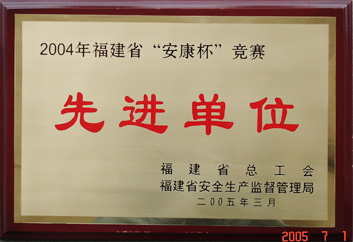 2004年福建省“安康杯”竞赛
先进单位
福建省总工会
福建省安全生产监督管理局
二00五年三月
2005 7 1